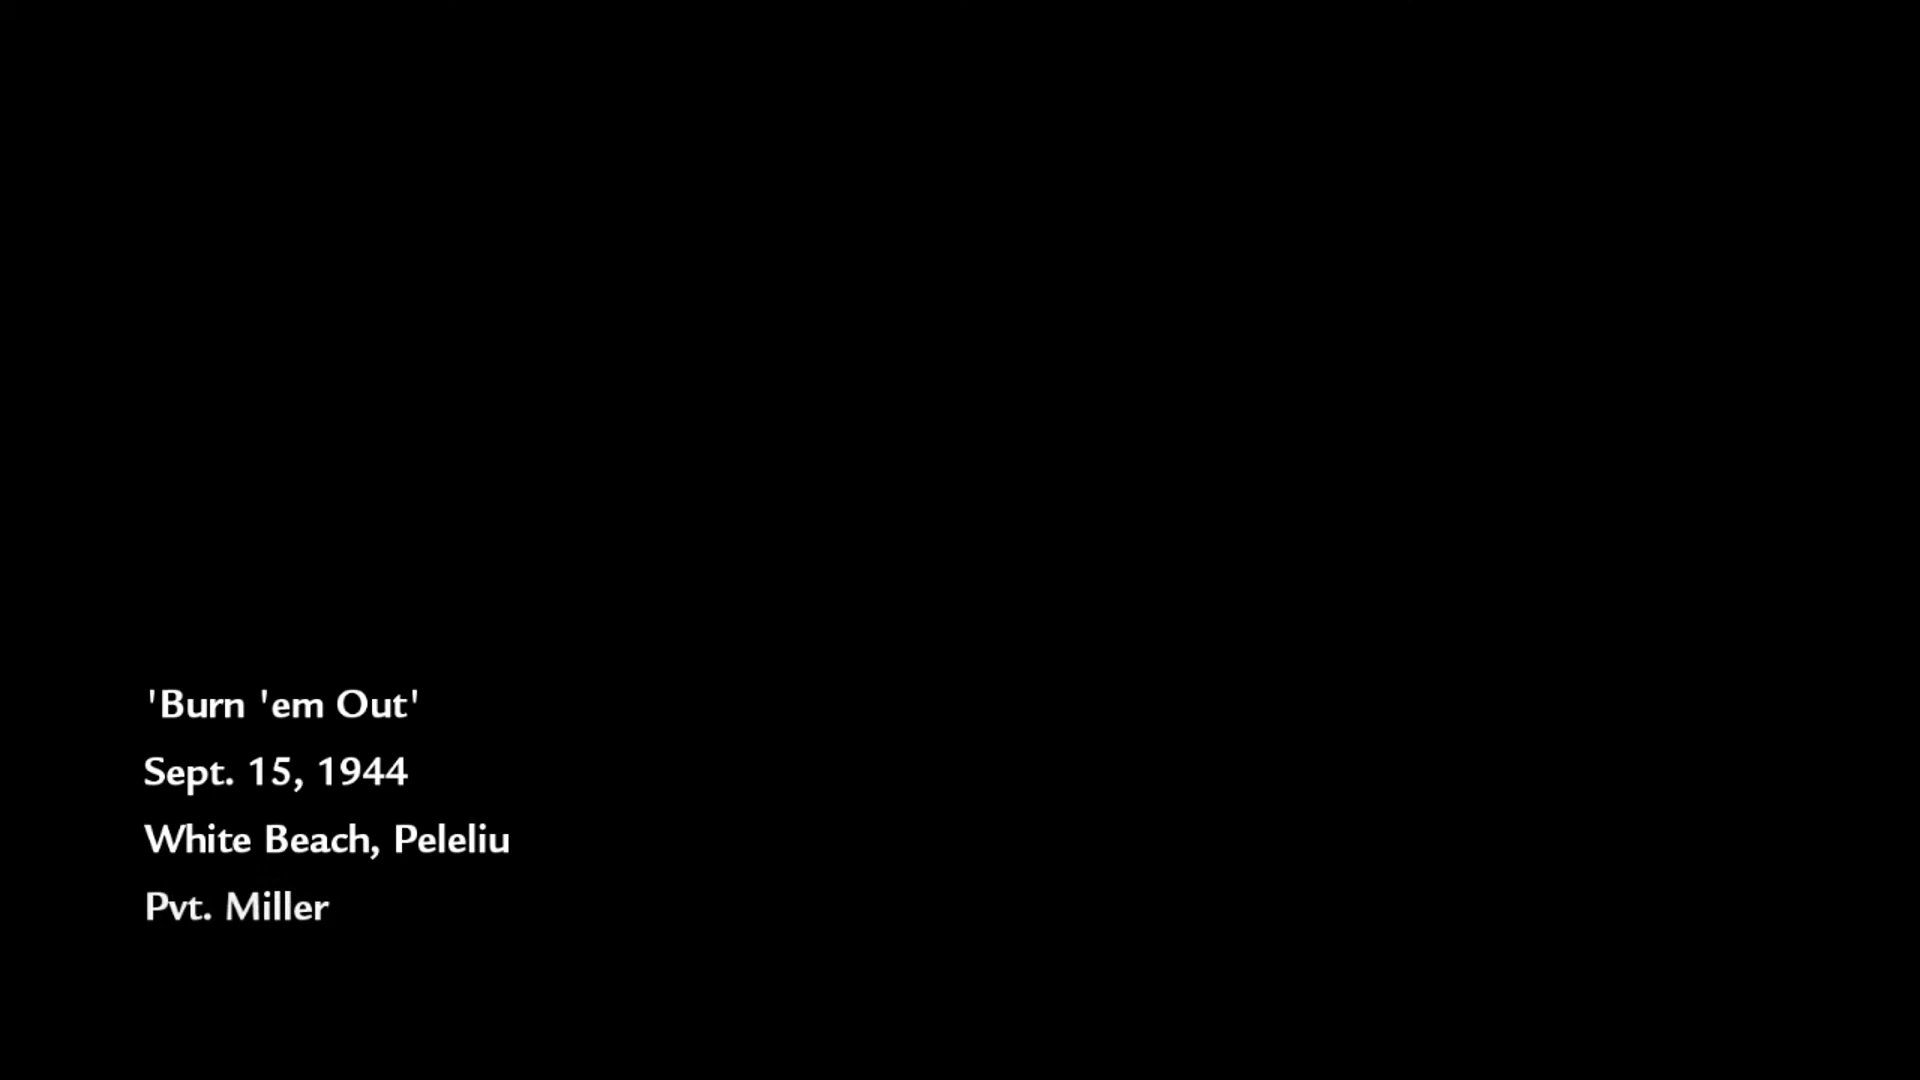 'Burn 'em Out'
Sept. 15, 1944
White Beach, Peleliu
Pvt. Miller